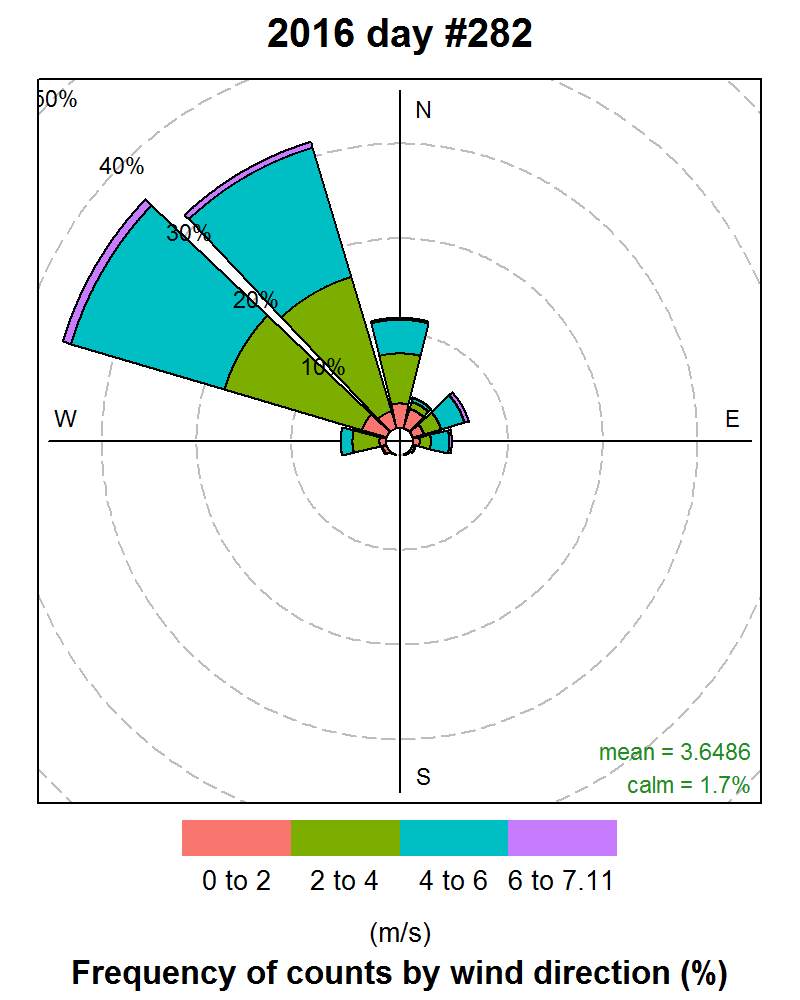 2016 day #282
50%
N
40%
30%
20%
10%
W
E
mean = 3.6486
S
calm = 1.7%
0 to 2 2 to 4 4 to 6 6 to 7.11
(m/s)
Frequency of counts by wind direction (%)